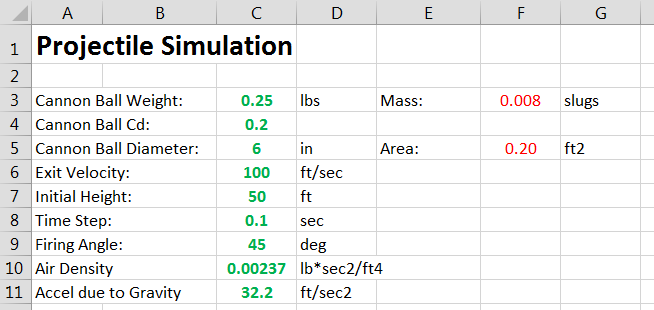 A B C D E F G
1 Projectile Simulation
2
3 Cannon Ball Weight: 0.25 lbs Mass: 0.008 slugs
4 Cannon Ball Cd: 0.2
5 Cannon Ball Diameter: 6 in Area: 0.20 ft2
6 Exit Velocity: 100 ft/sec
7 Initial Height: 50 ft
8 Time Step: 0.1 sec
9 Firing Angle: 45 deg
10 Air Density 0.00237 lb*sec2/ft4
11 Accel due to Gravity 32.2 ft/sec2